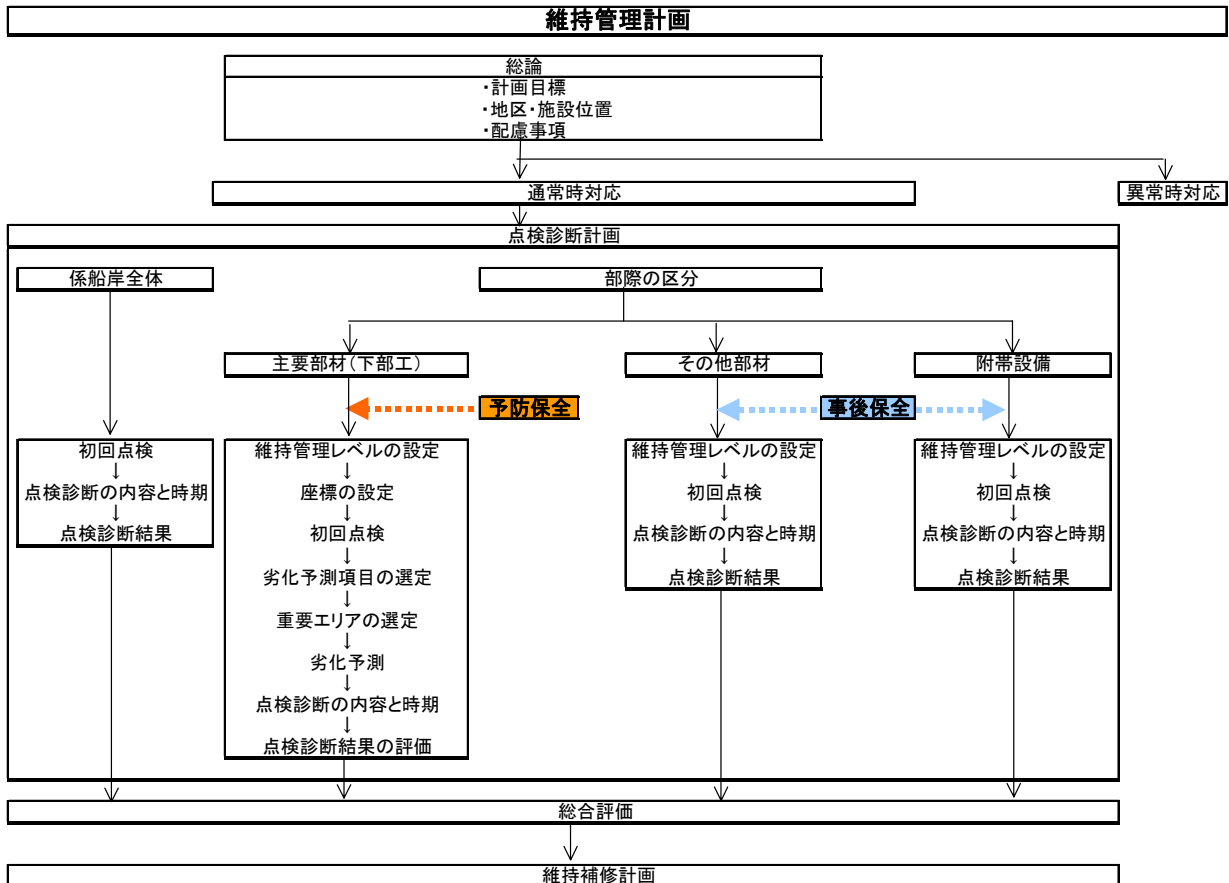 維持管理計画
総論
・計画目標
・地区・施設位置
・配慮事項
通常時対応
異常時対応
点検診断計画
係船岸全体
部際の区分
主要部材(下部工)
その他部材
附帯設備
予防保全
事後保全
初回点検
↓
点検診断の内容と時期
↓
点検診断結果
維持管理レベルの設定
↓
座標の設定
↓
初回点検
↓
劣化予測項目の選定
↓
重要エリアの選定
↓
劣化予測
↓
点検診断の内容と時期
↓
点検診断結果の評価
維持管理レベルの設定
↓
初回点検
↓
点検診断の内容と時期
↓
点検診断結果
維持管理レベルの設定
↓
初回点検
↓
点検診断の内容と時期
↓
点検診断結果
総合評価
維持補修計画